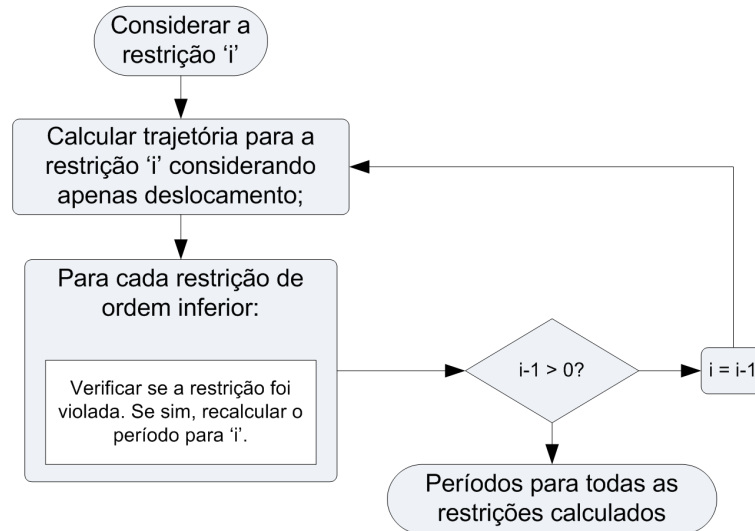 Considerar a
restrição ‘i’
Calcular trajetória para a
restrição ‘i’ considerando
apenas deslocamento;
Para cada restrição de
ordem inferior:
Verificar se a restrição foi
violada. Se sim, recalcular o
período para ‘i’.
i-1 > 0?
i = i-1
Períodos para todas as
restrições calculados